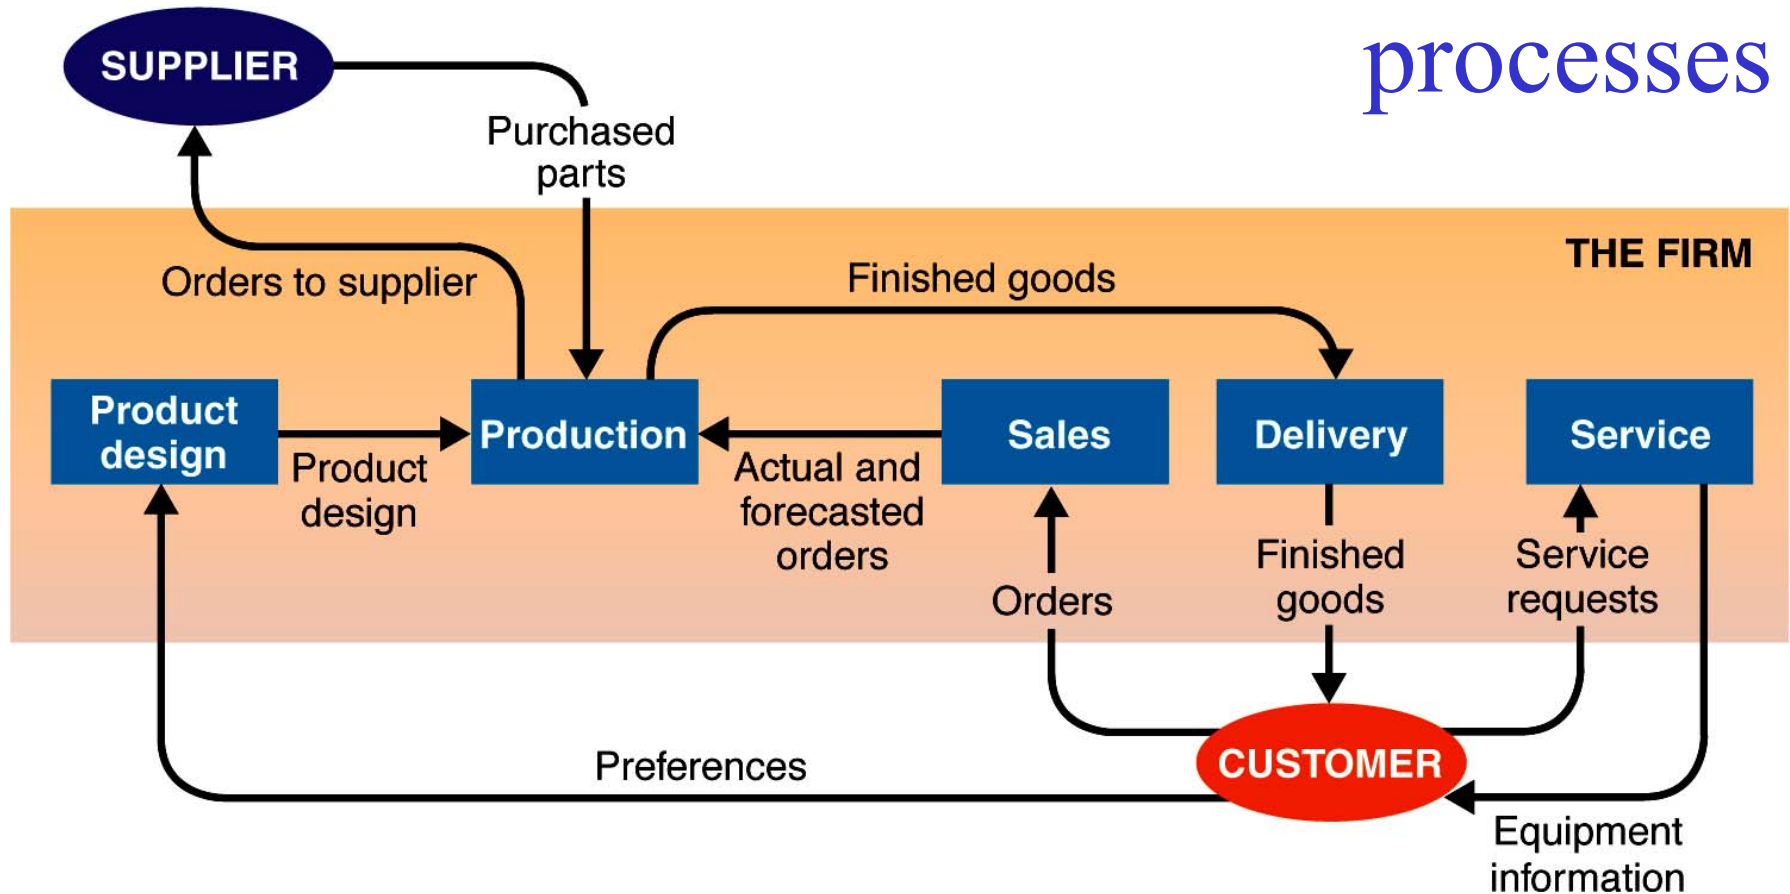 processes
SUPPLIER
Purchased
parts
THE FIRM
Orders to supplier
Finished goods
Product
design
Product
design
Production
Actual and
forecasted
orders
Sales
Delivery
Service
Orders
Finished
goods
Service
requests
Preferences
CUSTOMER
Equipment
information